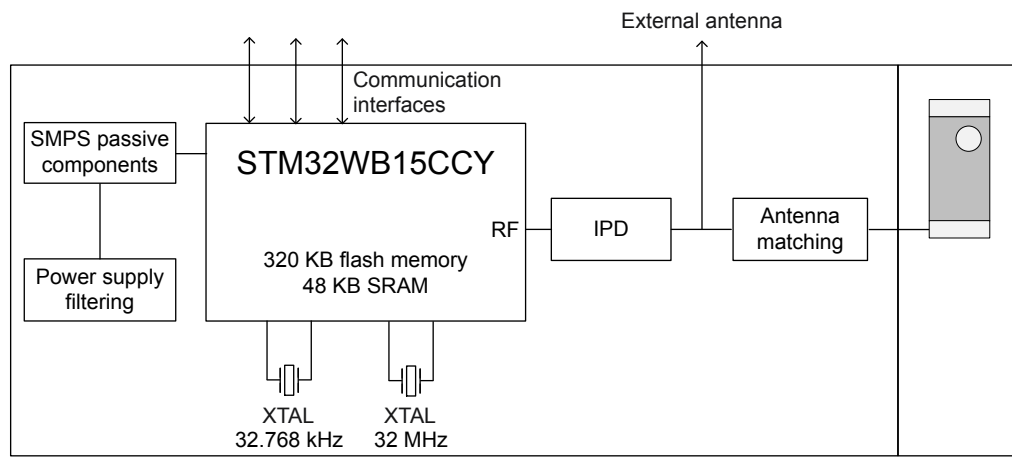 External antenna
Communication
interfaces
SMPS passive
components
STM32WB15CCY
RF
IPD
Antenna
matching
320 KB flash memory
48 KB SRAM
Power supply
filtering
XTAL
32.768 kHz
XTAL
32 MHz